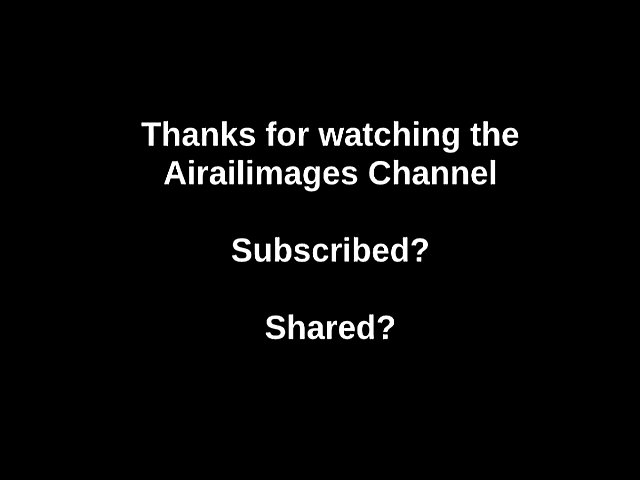 Thanks for watching the
Airailimages Channel
Subscribed?
Shared?